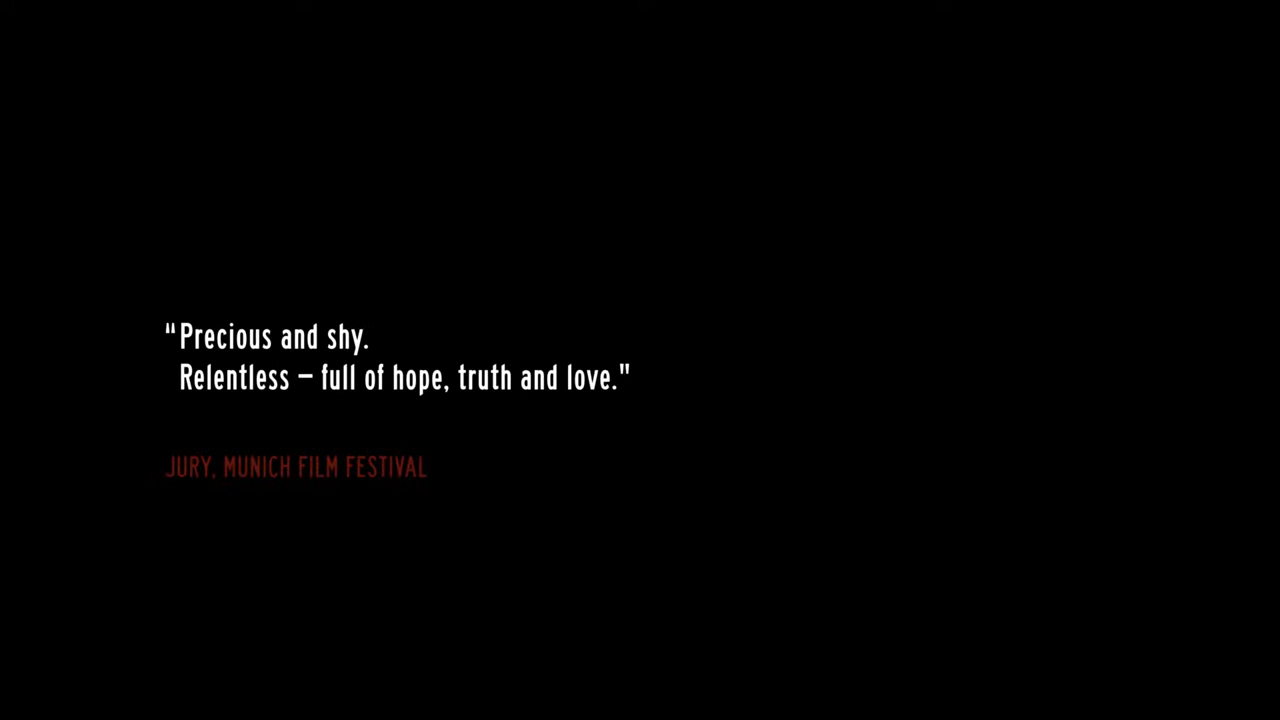 “Precious and shy.
Relentless – full of hope, truth and love."
JURY, MUNICH FILM FESTIVAL